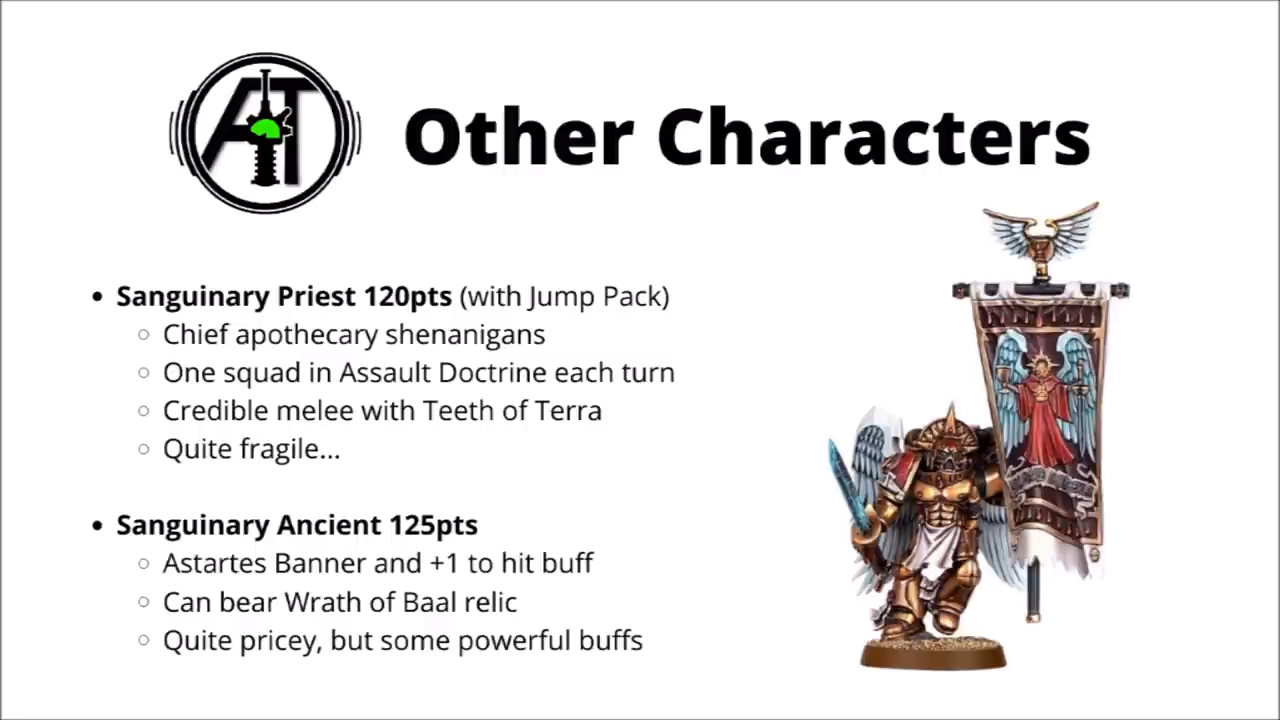 AT
Other Characters
• Sanguinary Priest 120pts (with Jump Pack)
○ Chief apothecary shenanigans
○ One squad in Assault Doctrine each turn
○ Credible melee with Teeth of Terra
○ Quite fragile...
• Sanguinary Ancient 125pts
○ Astartes Banner and +1 to hit buff
○ Can bear Wrath of Baal relic
○ Quite pricey, but some powerful buffs